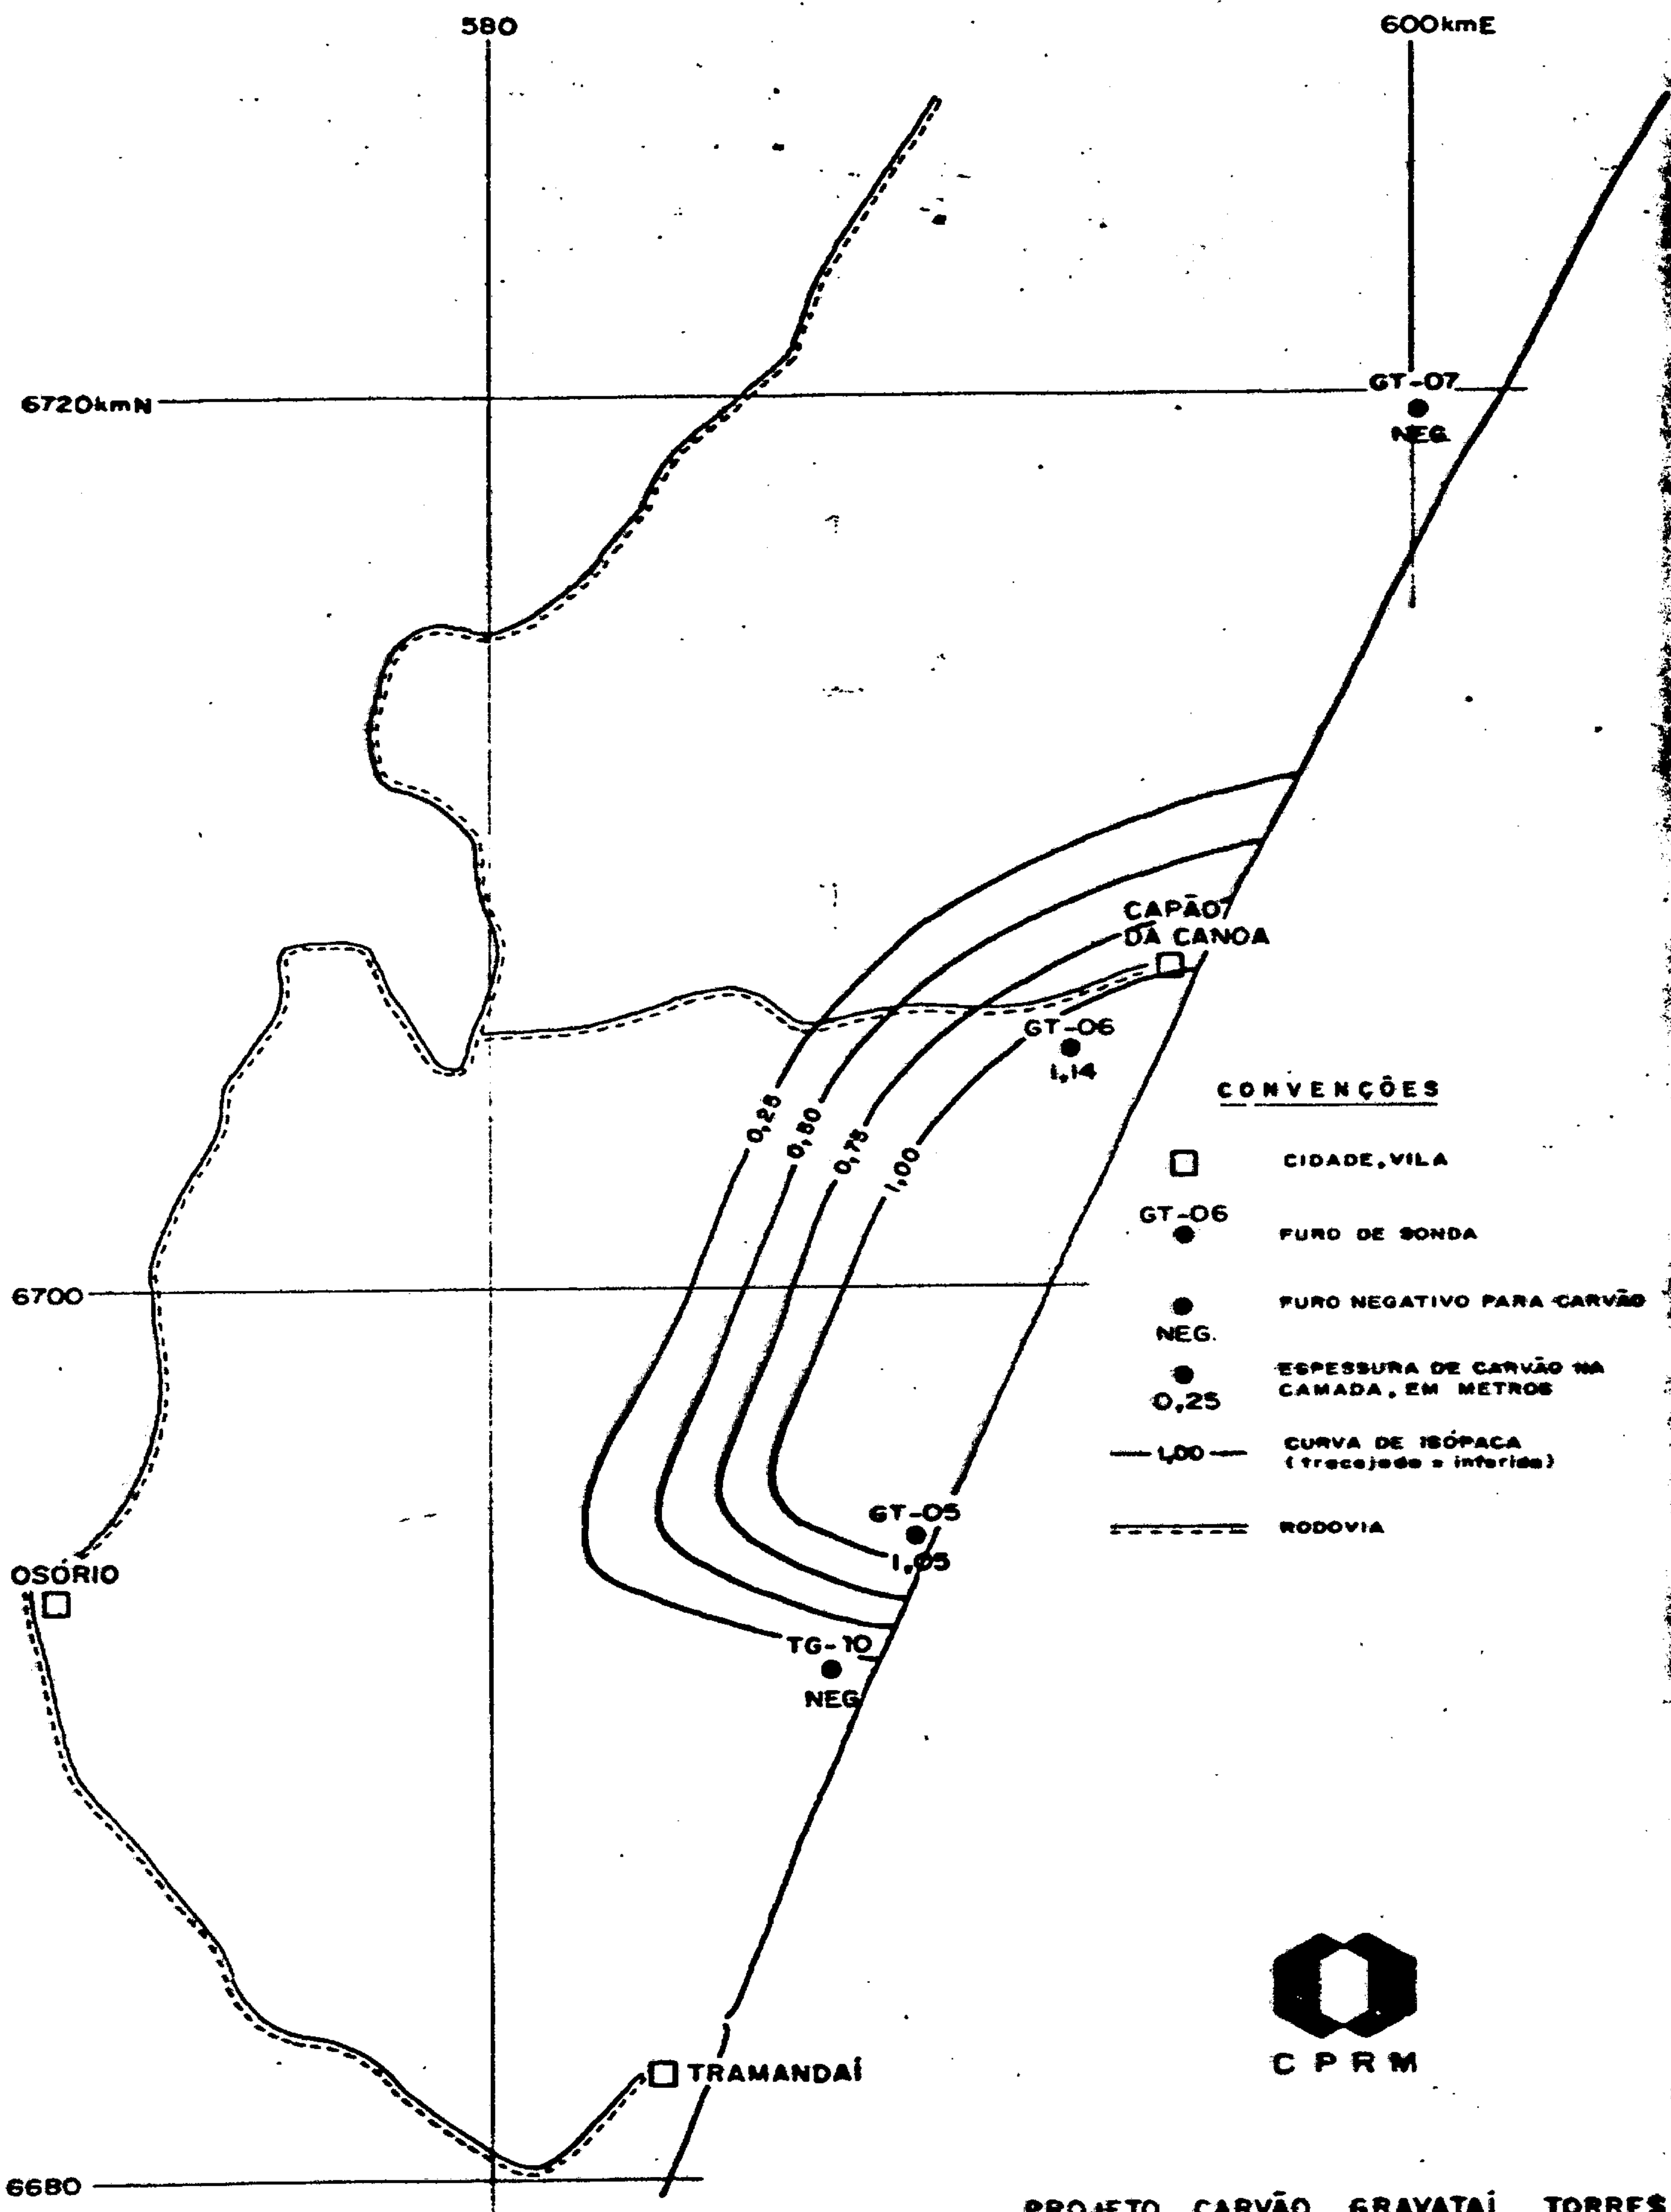 580
600kmE
6720kmN
GT-07
NEG.
CAPÃO
DA CANOA
GT-06
1,14
0,25
0,50
0,75
1,00
CONVENÇÕES
CIDADE, VILA
GT-06
FURO DE SONDA
6700
FURO NEGATIVO PARA CARVÃO
NEG.
ESPESSURA DE CARVÃO NA
CAMADA, EM METROS
0,25
1,00
CURVA DE ISÓPACA
(tracejada = inferida)
GT-05
1,05
RODOVIA
OSÓRIO
TG-10
NEG
TRAMANDAÍ
CPRM
6680
PROJETO CARVÃO GRAVATAÍ TORRES